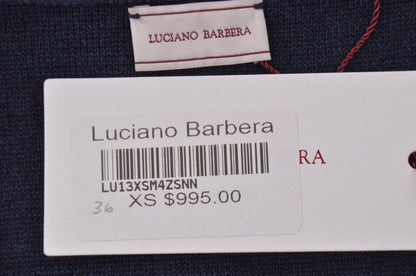 LUCIANO BARBERA
Luciano Barbera
RA
LU13XSM4ZSNN
36 XS $995.00